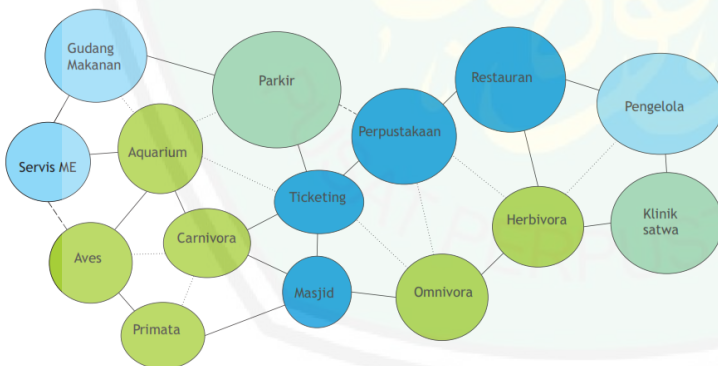 Gudang
Makanan
Parkir
Restauran
Pengelola
Perpustakaan
Aquarium
Servis ME
Ticketing
Herbivora
Klinik
satwa
Carnivora
Aves
Masjid
Omnivora
Primata